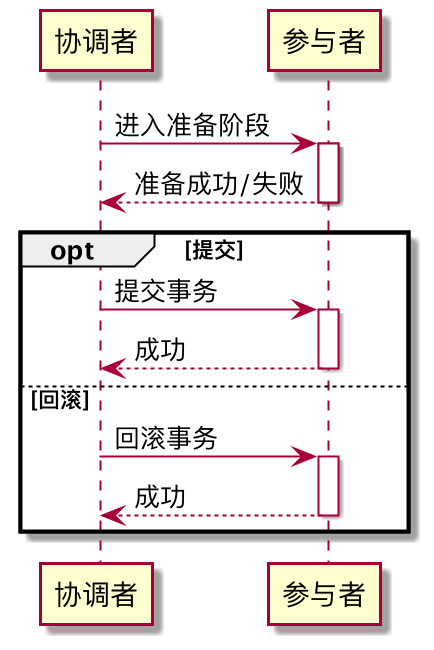 协调者 参与者
进入准备阶段
准备成功/失败
opt [提交]
提交事务
成功
[回滚]
回滚事务
成功
协调者 参与者